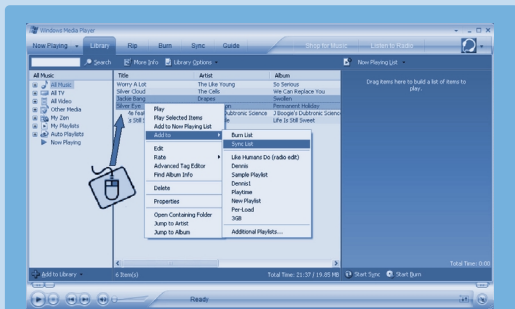 Windows Media Player
Now Playing Library Rip Burn Sync Guide Shop for Music Listen to Radio
Search More Info Library Options Now Playing List
All Music
All Music
All TV
All Video
Other Media
My Zen
My Playlists
Auto Playlists
Now Playing
Title Artist Album
Worry A Lot The Like Young So Serious
Silver Cloud The Cells We Can Replace You
Jackie Bang Drapes Swollen
Silver Eye Permanent Holiday
Dubtronic Science J Boogie's Dubtronic Science
s Still Life Is Still Sweet
Play
Play Selected Items
Add to Now Playing List
Add to
Edit
Rate
Advanced Tag Editor
Find Album Info
Delete
Properties
Open Containing Folder
Jump to Artist
Jump to Album
Burn List
Sync List
Like Humans Do (radio edit)
Dennis
Sample Playlist
Dennist
Playtime
New Playlist
Per-Load
3GB
Additional Playlists...
Drag items here to build a list of items to
play.
Total Time: 0:00
Add to Library 6 Item(s) Total Time: 21:37 / 19.85 MB Start Sync Start Burn
Ready